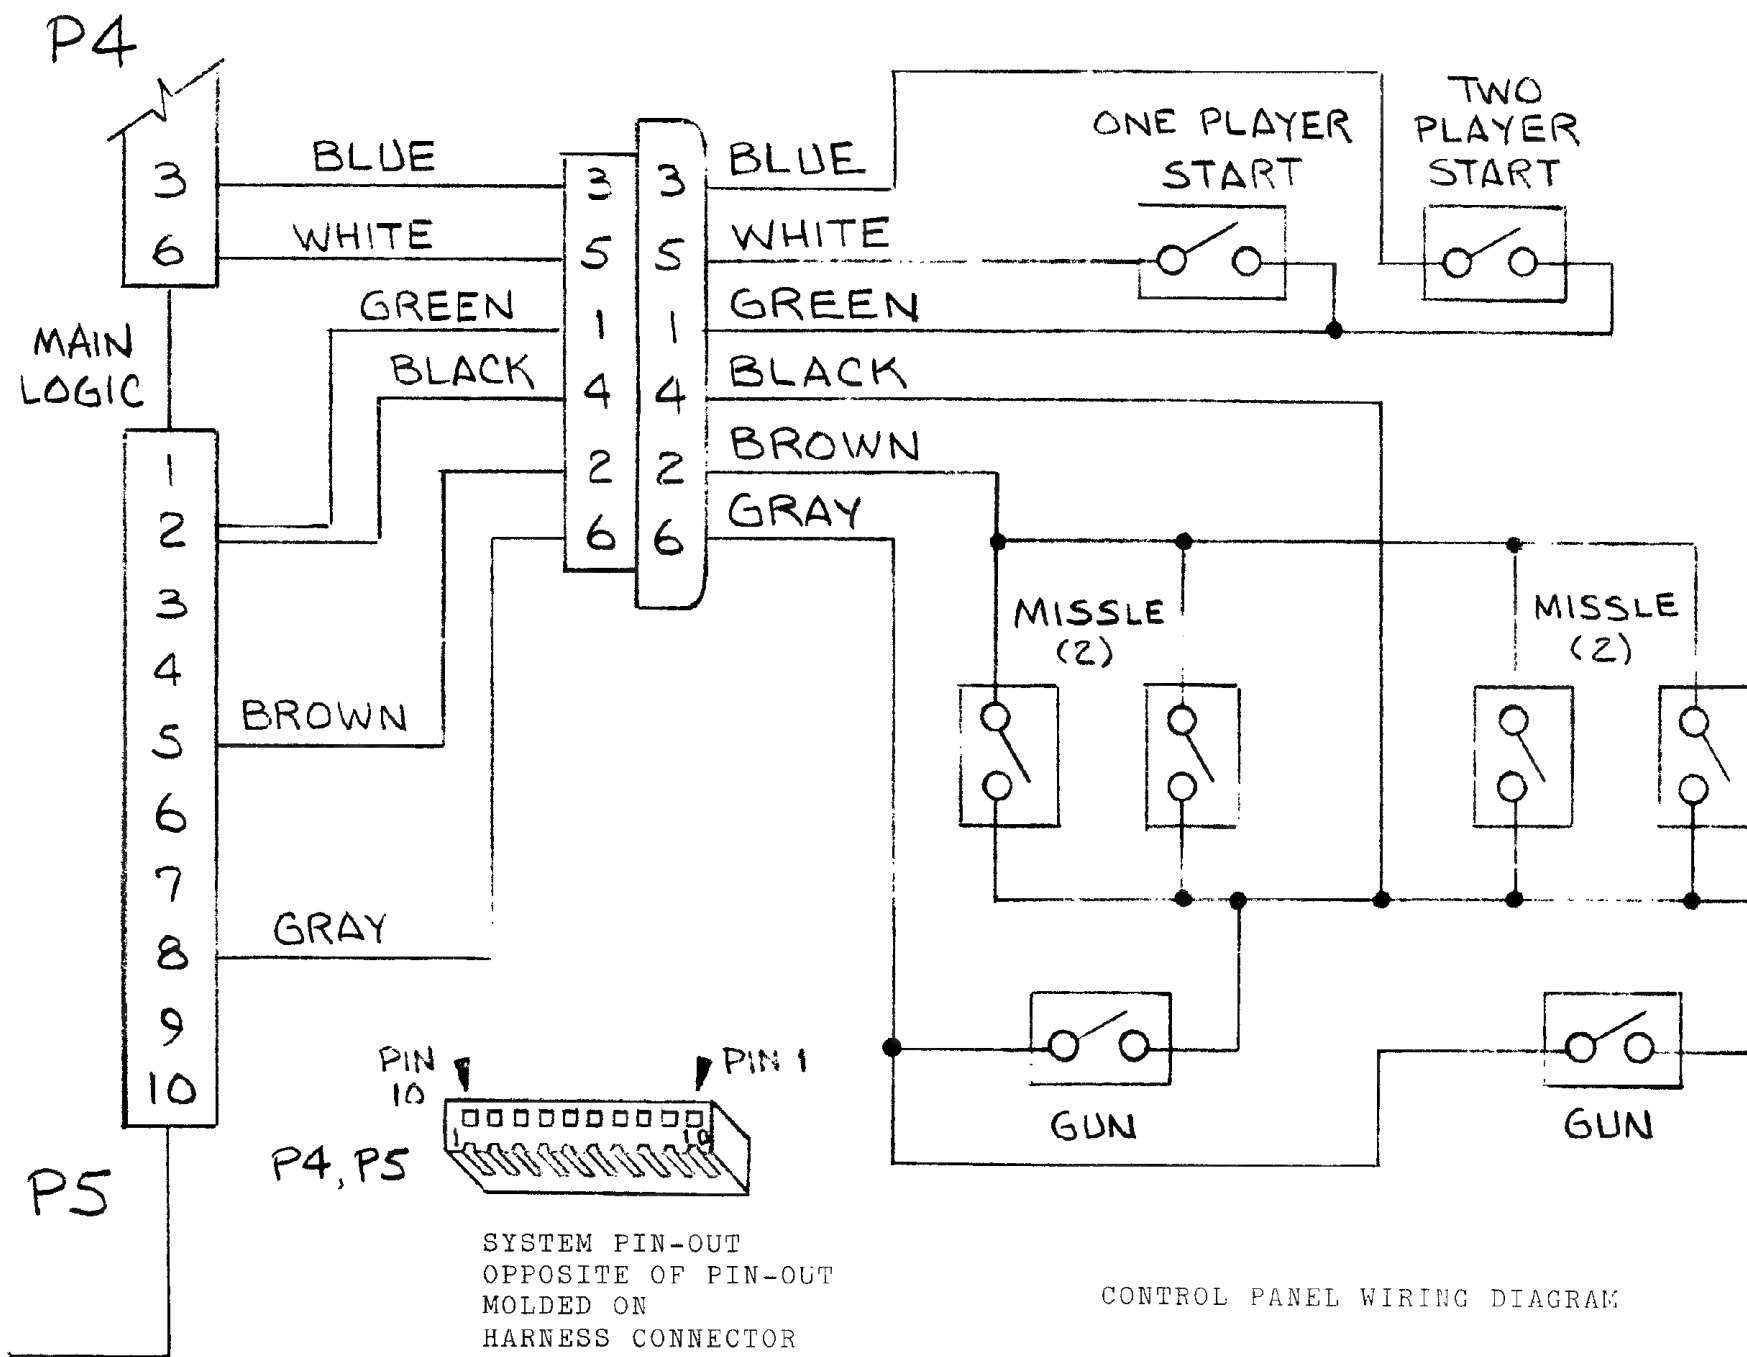 P4
3
6
BLUE
WHITE
MAIN
LOGIC
GREEN
BLACK
BROWN
GRAY
1
2
3
4
5
6
7
8
9
10
P5
3
5
1
4
2
6
3
5
1
4
2
6
BLUE
WHITE
GREEN
BLACK
BROWN
GRAY
ONE PLAYER
START
TWO
PLAYER
START
MISSLE
(2)
MISSLE
(2)
GUN
GUN
PIN
10
PIN 1
1
10
P4, P5
SYSTEM PIN-OUT
OPPOSITE OF PIN-OUT
MOLDED ON
HARNESS CONNECTOR
CONTROL PANEL WIRING DIAGRAM